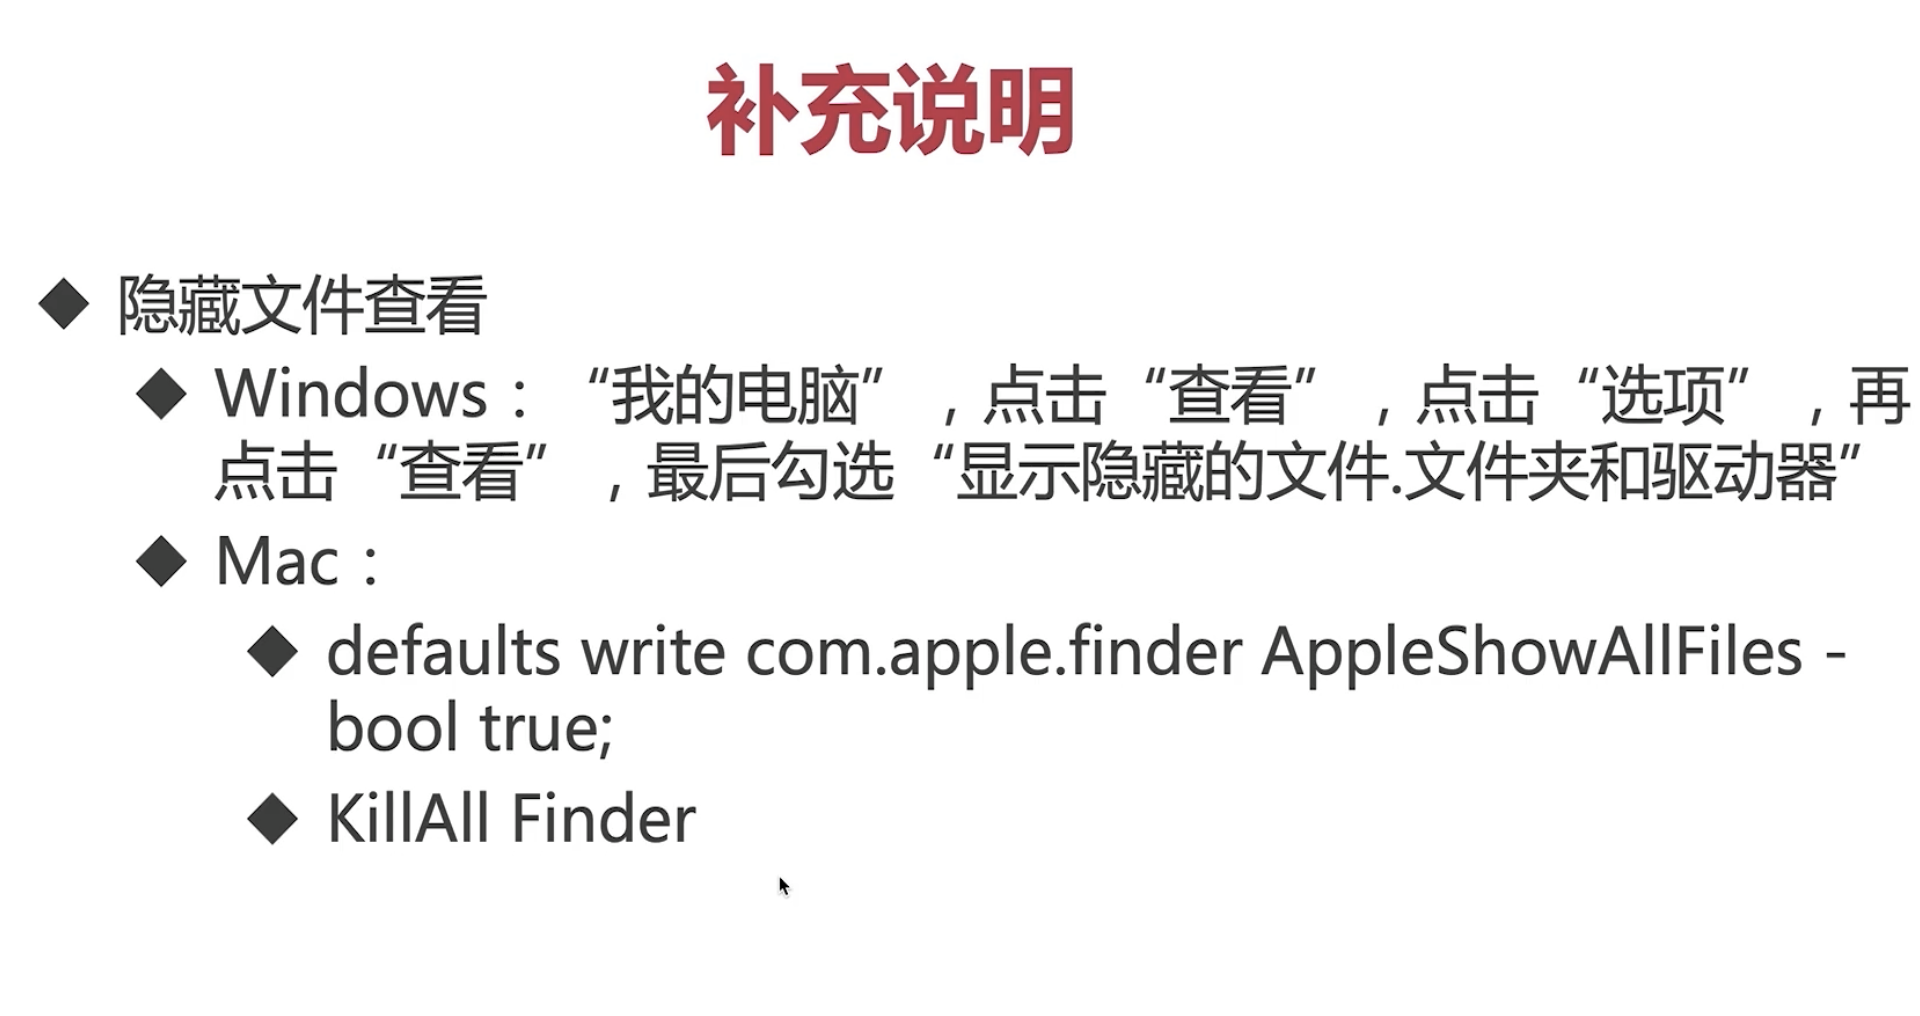 补充说明
◆ 隐藏文件查看
◆ Windows：“我的电脑”，点击“查看”，点击“选项”，再
点击“查看”，最后勾选“显示隐藏的文件.文件夹和驱动器”
◆ Mac：
◆ defaults write com.apple.finder AppleShowAllFiles -
bool true;
◆ KillAll Finder